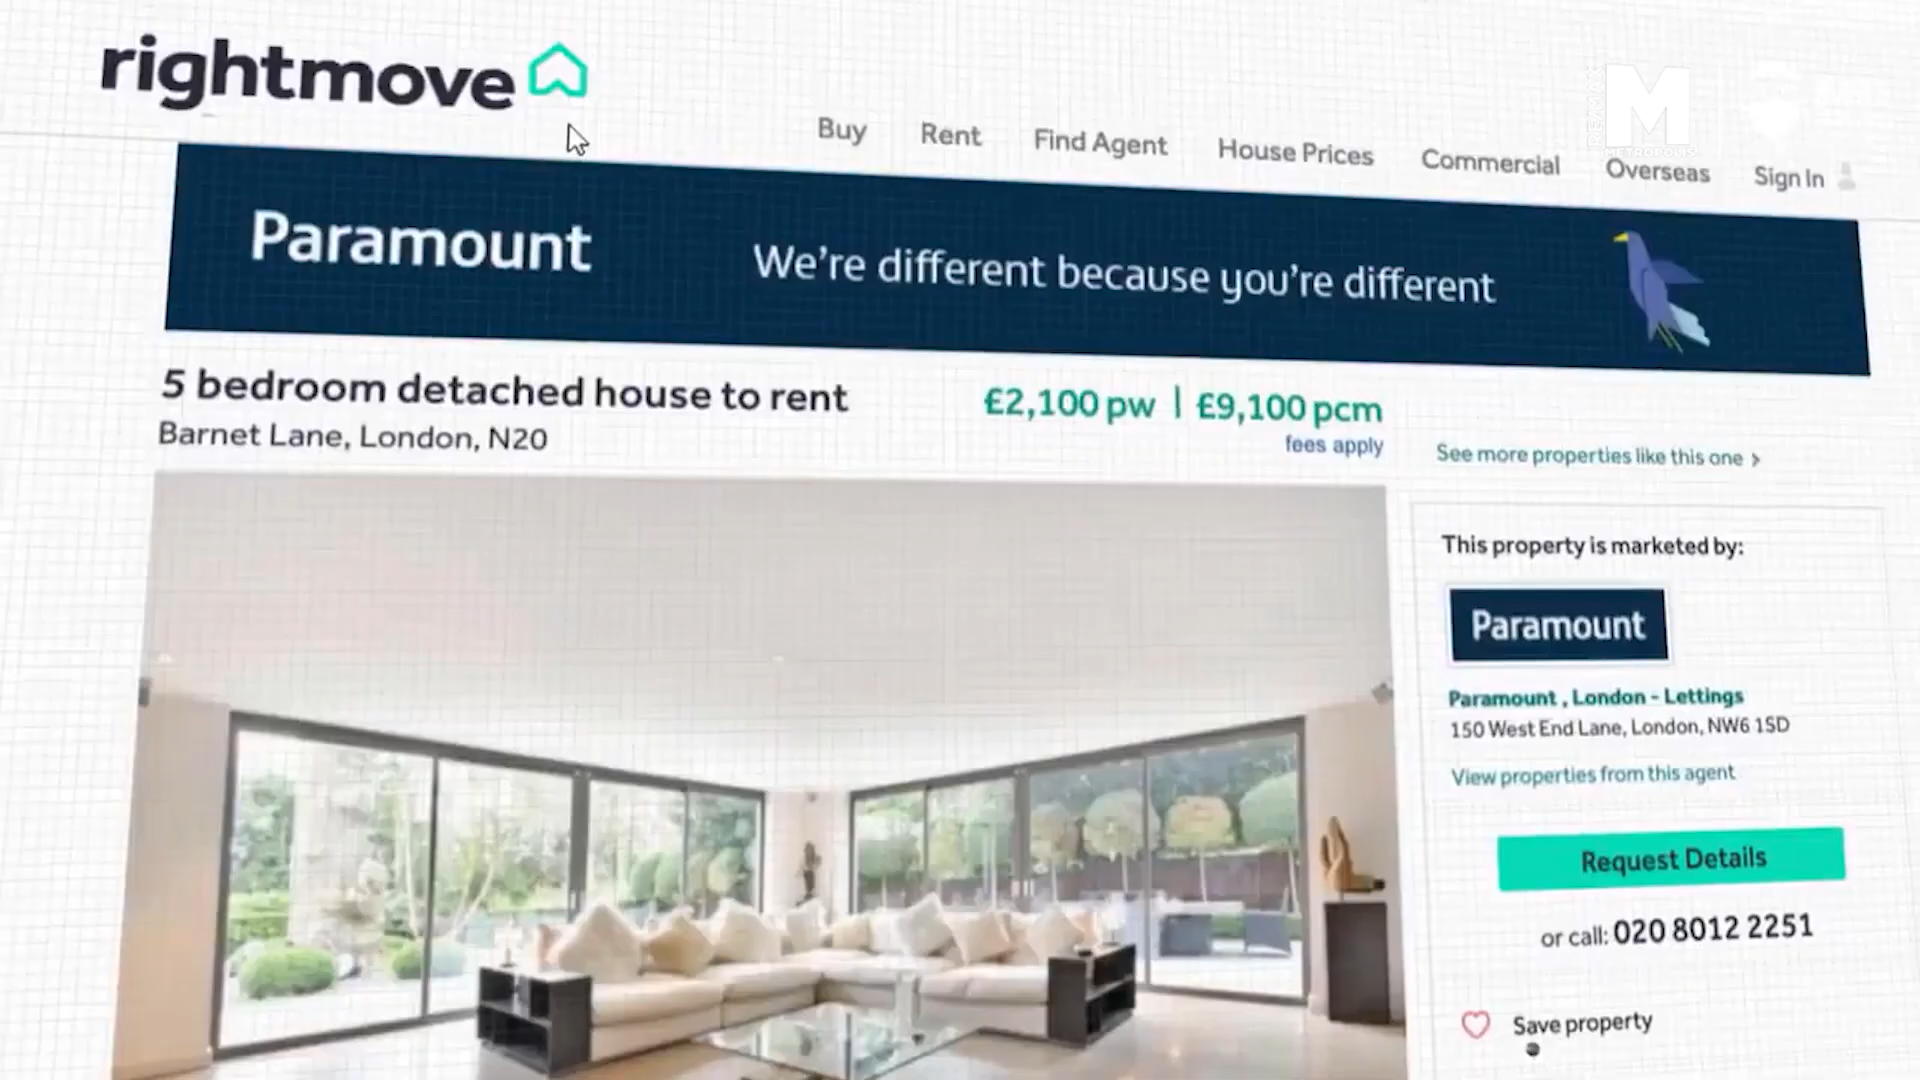 rightmove
METROPOLIS
Buy Rent Find Agent House Prices Commercial Overseas Sign In
Paramount
We're different because you're different
5 bedroom detached house to rent
Barnet Lane, London, N20
£2,100 pw | £9,100 pcm
fees apply
See more properties like this one >
This property is marketed by:
Paramount
Paramount , London - Lettings
150 West End Lane, London, NW6 1SD
View properties from this agent
Request Details
or call: 020 8012 2251
Save property